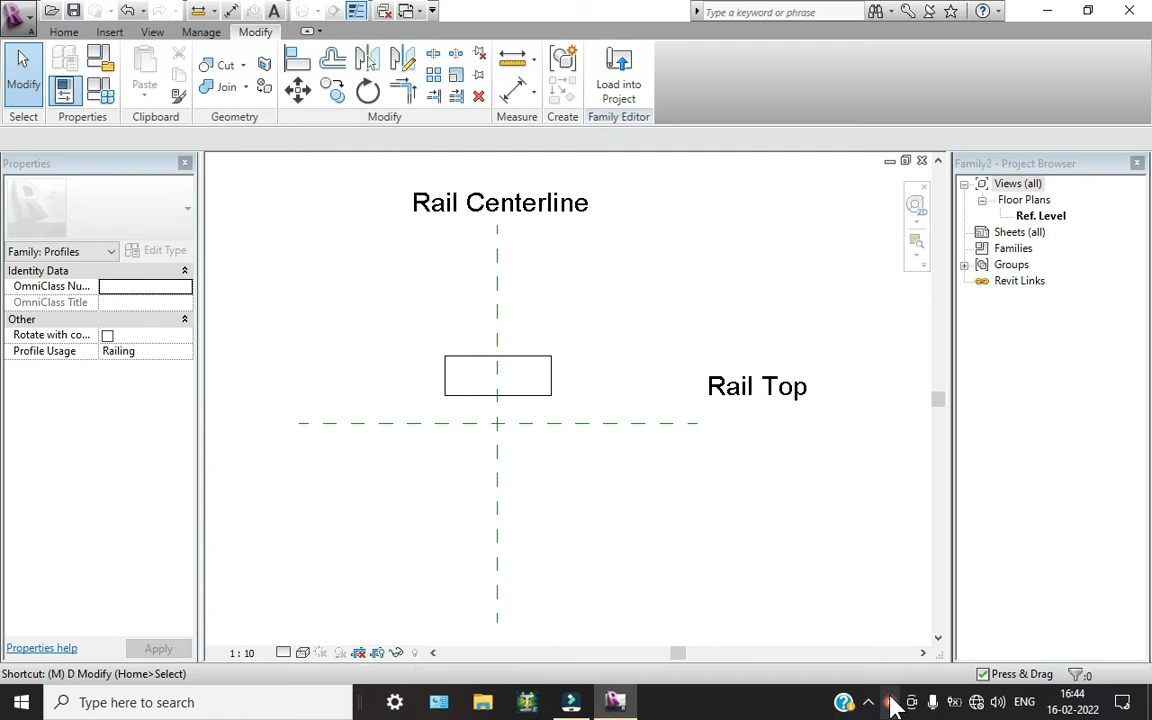 Type a keyword or phrase
Home Insert View Manage Modify
Modify
Paste
Cut
Join
Load into
Project
Select Properties Clipboard Geometry Modify Measure Create Family Editor
Properties
Family2 - Project Browser
Family: Profiles
Edit Type
Identity Data
OmniClass Nu...
OmniClass Title
Other
Rotate with co...
Profile Usage Railing
Properties help
Apply
Rail Centerline
Rail Top
2D
Views (all)
Floor Plans
Ref. Level
Sheets (all)
Families
Groups
Revit Links
1 : 10
Shortcut: (M) D Modify (Home>Select)
Press & Drag
:0
Type here to search
ENG
16:44
16-02-2022